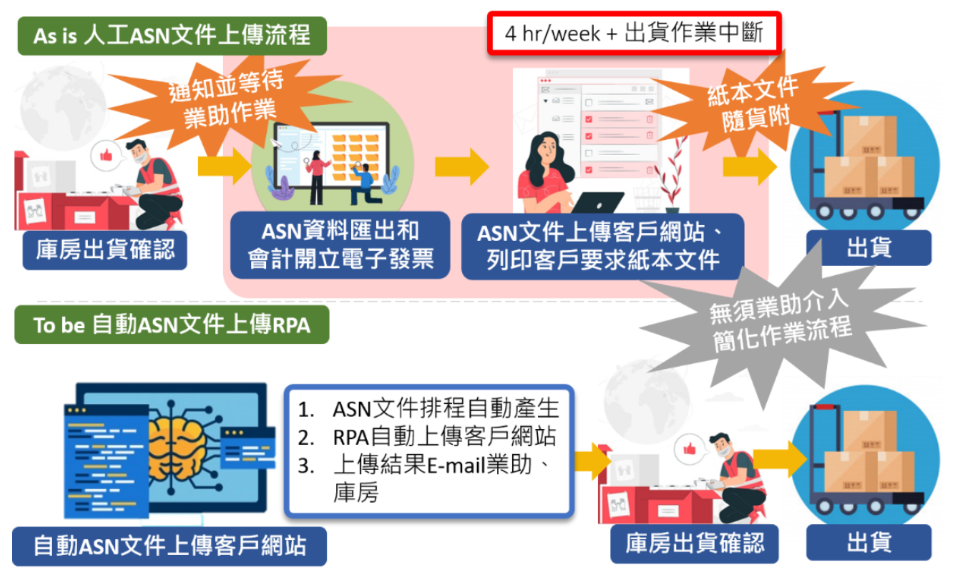 As is 人工ASN文件上傳流程
4 hr/week + 出貨作業中斷
通知並等待
業助作業
紙本文件
隨貨附
庫房出貨確認
ASN資料匯出和
會計開立電子發票
ASN文件上傳客戶網站、
列印客戶要求紙本文件
出貨
無須業助介入
簡化作業流程
To be 自動ASN文件上傳RPA
1. ASN文件排程自動產生
2. RPA自動上傳客戶網站
3. 上傳結果E-mail業助、
庫房
自動ASN文件上傳客戶網站
庫房出貨確認
出貨